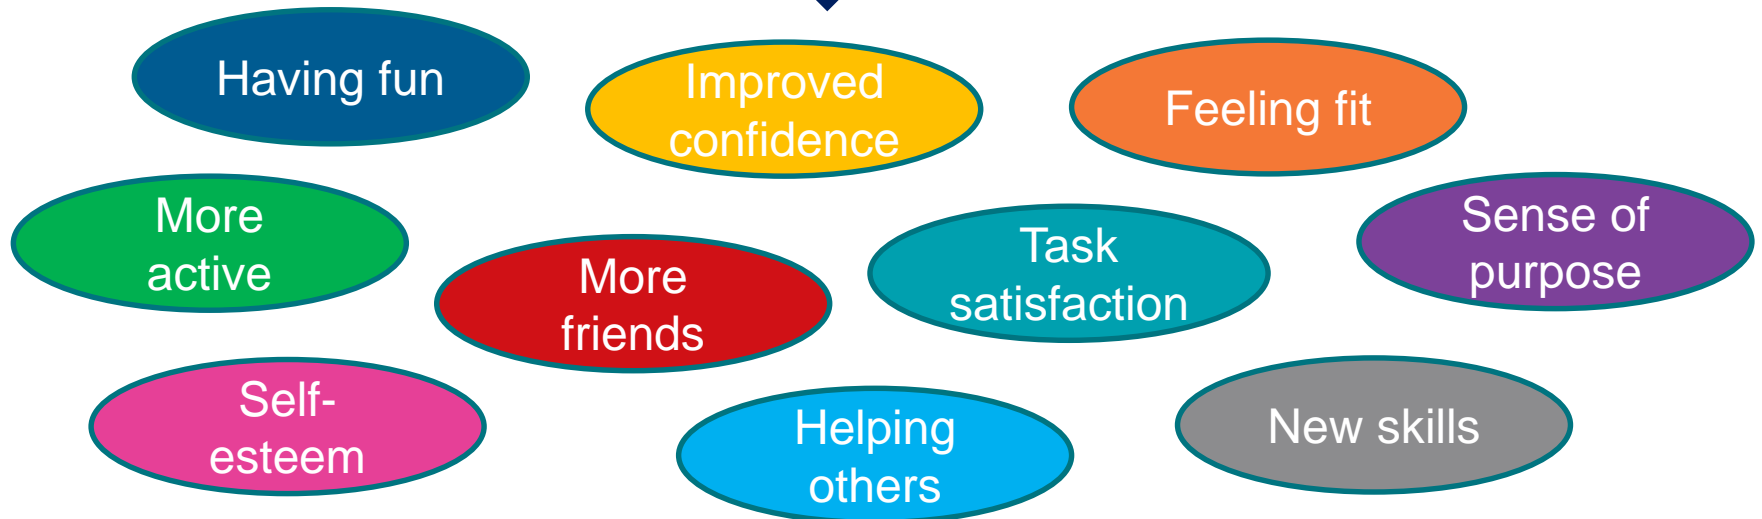 Having fun
Improved
confidence
Feeling fit
More
active
More
friends
Task
satisfaction
Sense of
purpose
Self-
esteem
Helping
others
New skills